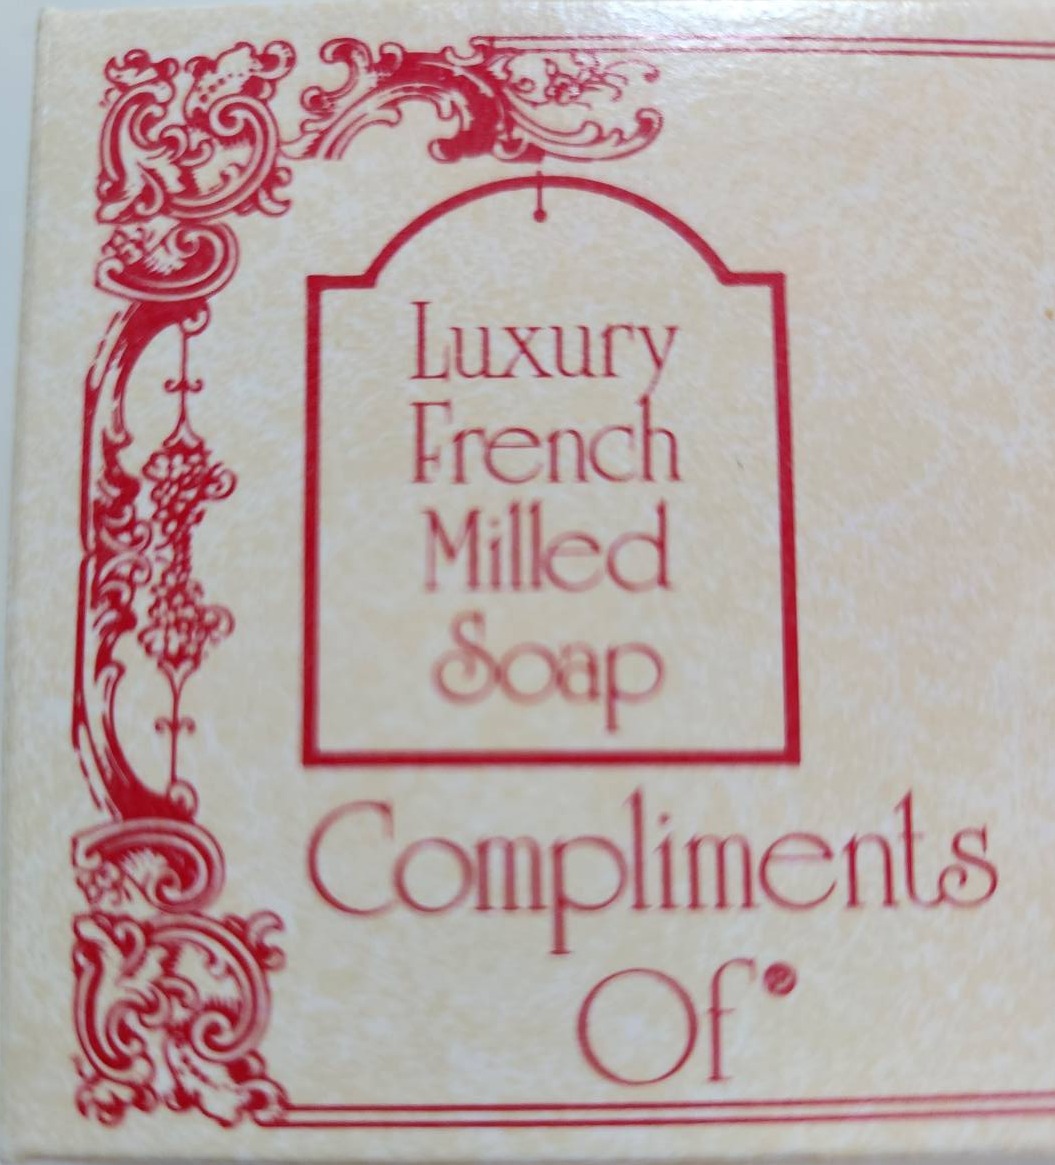 Luxury
French
Milled
Soap
Compliments
Of®